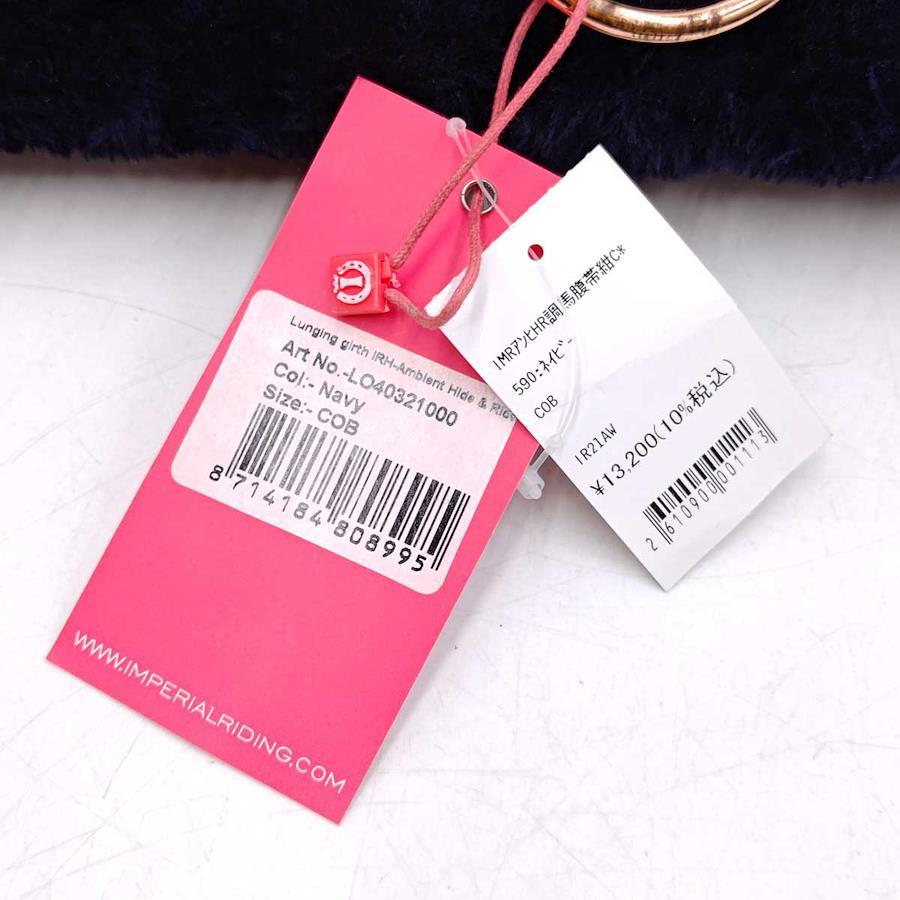 Lunging girth IRH-Ambient Hide & Ride
Art No.-LO40321000
Col:- Navy
Size:- COB
8 714184 808995
WWW.IMPERIALRIDING.COM
IMRアンビHR調馬腹帯紺C*
590:ネイビー
COB
IR21AW
¥13,200(10%税込)
2 610900 001113